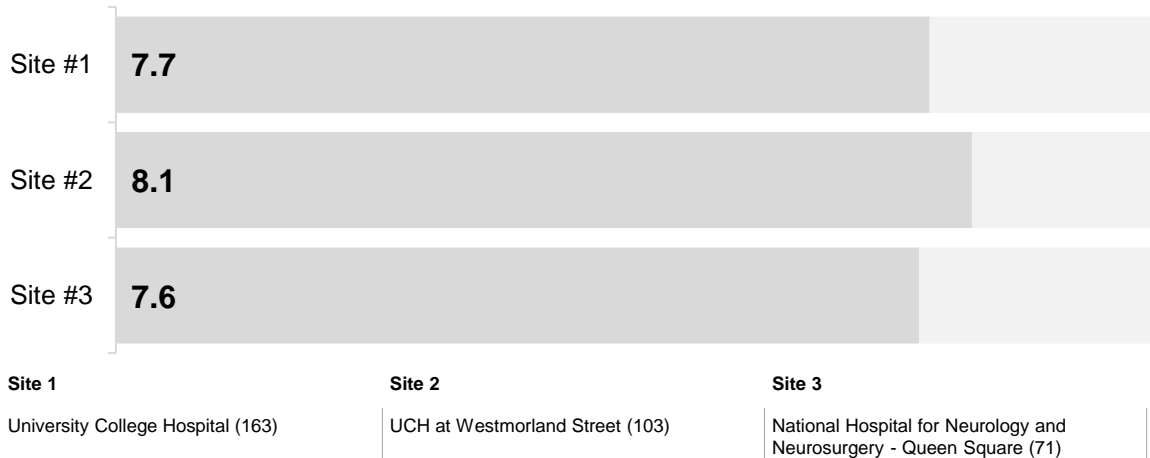 Site #1
7.7
Site #2
8.1
Site #3
7.6
Site 1
Site 2
Site 3
University College Hospital (163)
UCH at Westmorland Street (103)
National Hospital for Neurology and
Neurosurgery - Queen Square (71)